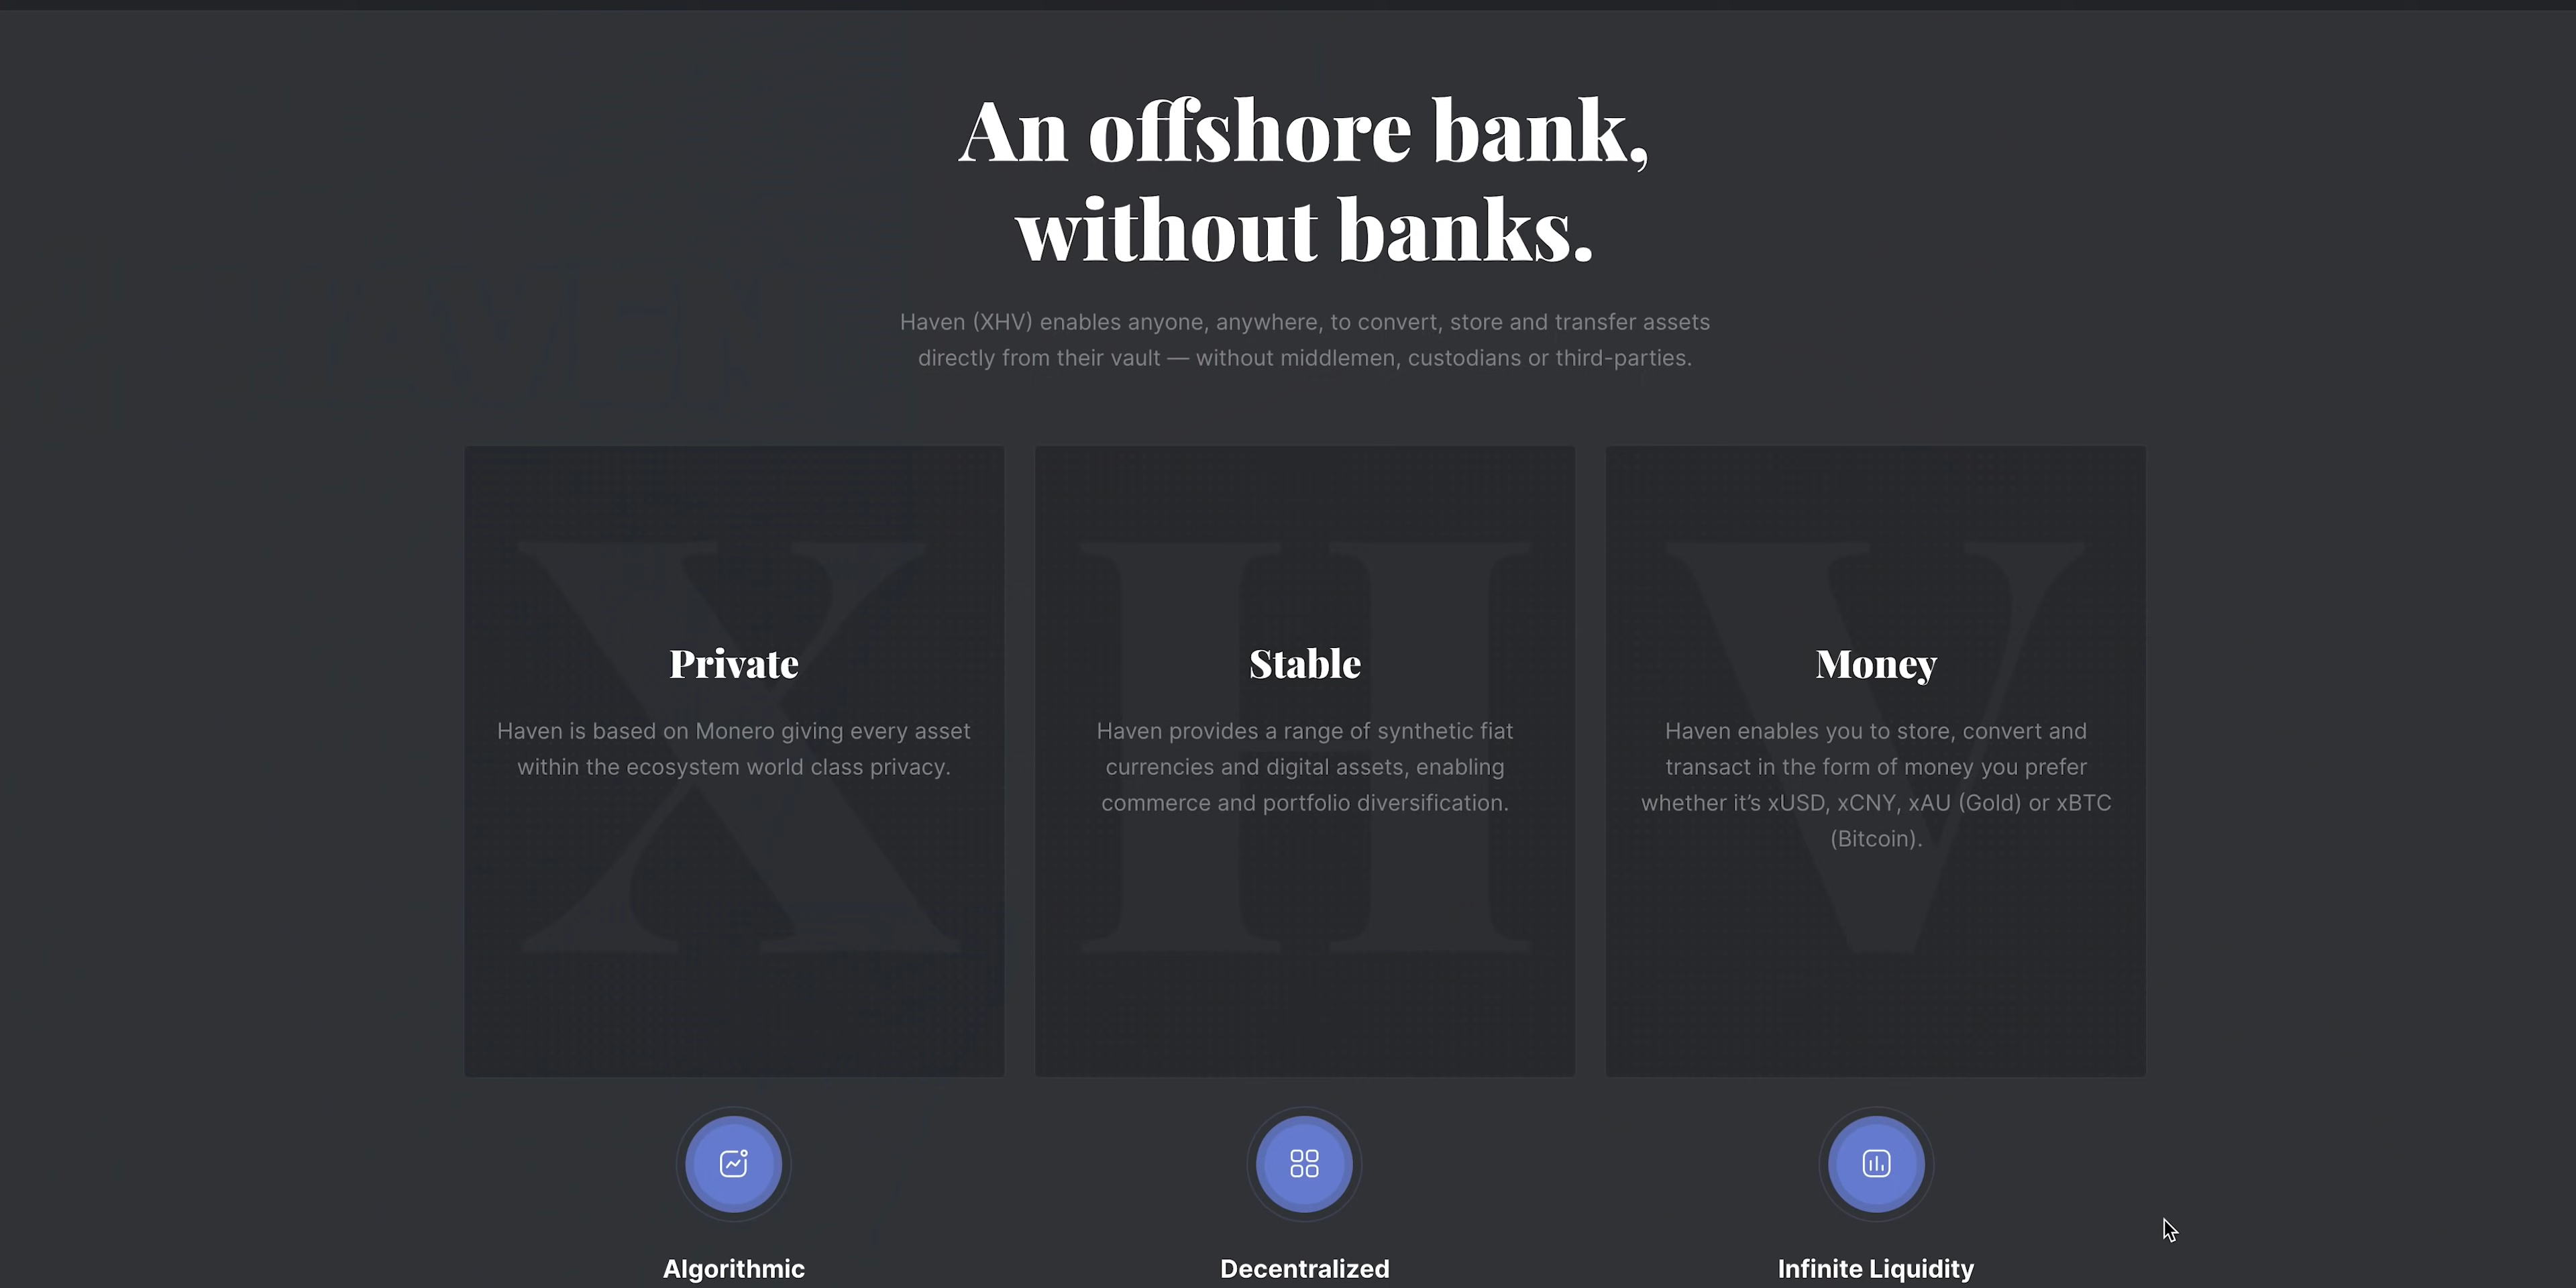 An offshore bank,
without banks.
Haven (XHV) enables anyone, anywhere, to convert, store and transfer assets
directly from their vault — without middlemen, custodians or third-parties.
X
Private
Haven is based on Monero giving every asset
within the ecosystem world class privacy.
H
Stable
Haven provides a range of synthetic fiat
currencies and digital assets, enabling
commerce and portfolio diversification.
V
Money
Haven enables you to store, convert and
transact in the form of money you prefer
whether it’s xUSD, xCNY, xAU (Gold) or xBTC
(Bitcoin).
Algorithmic
Decentralized
Infinite Liquidity